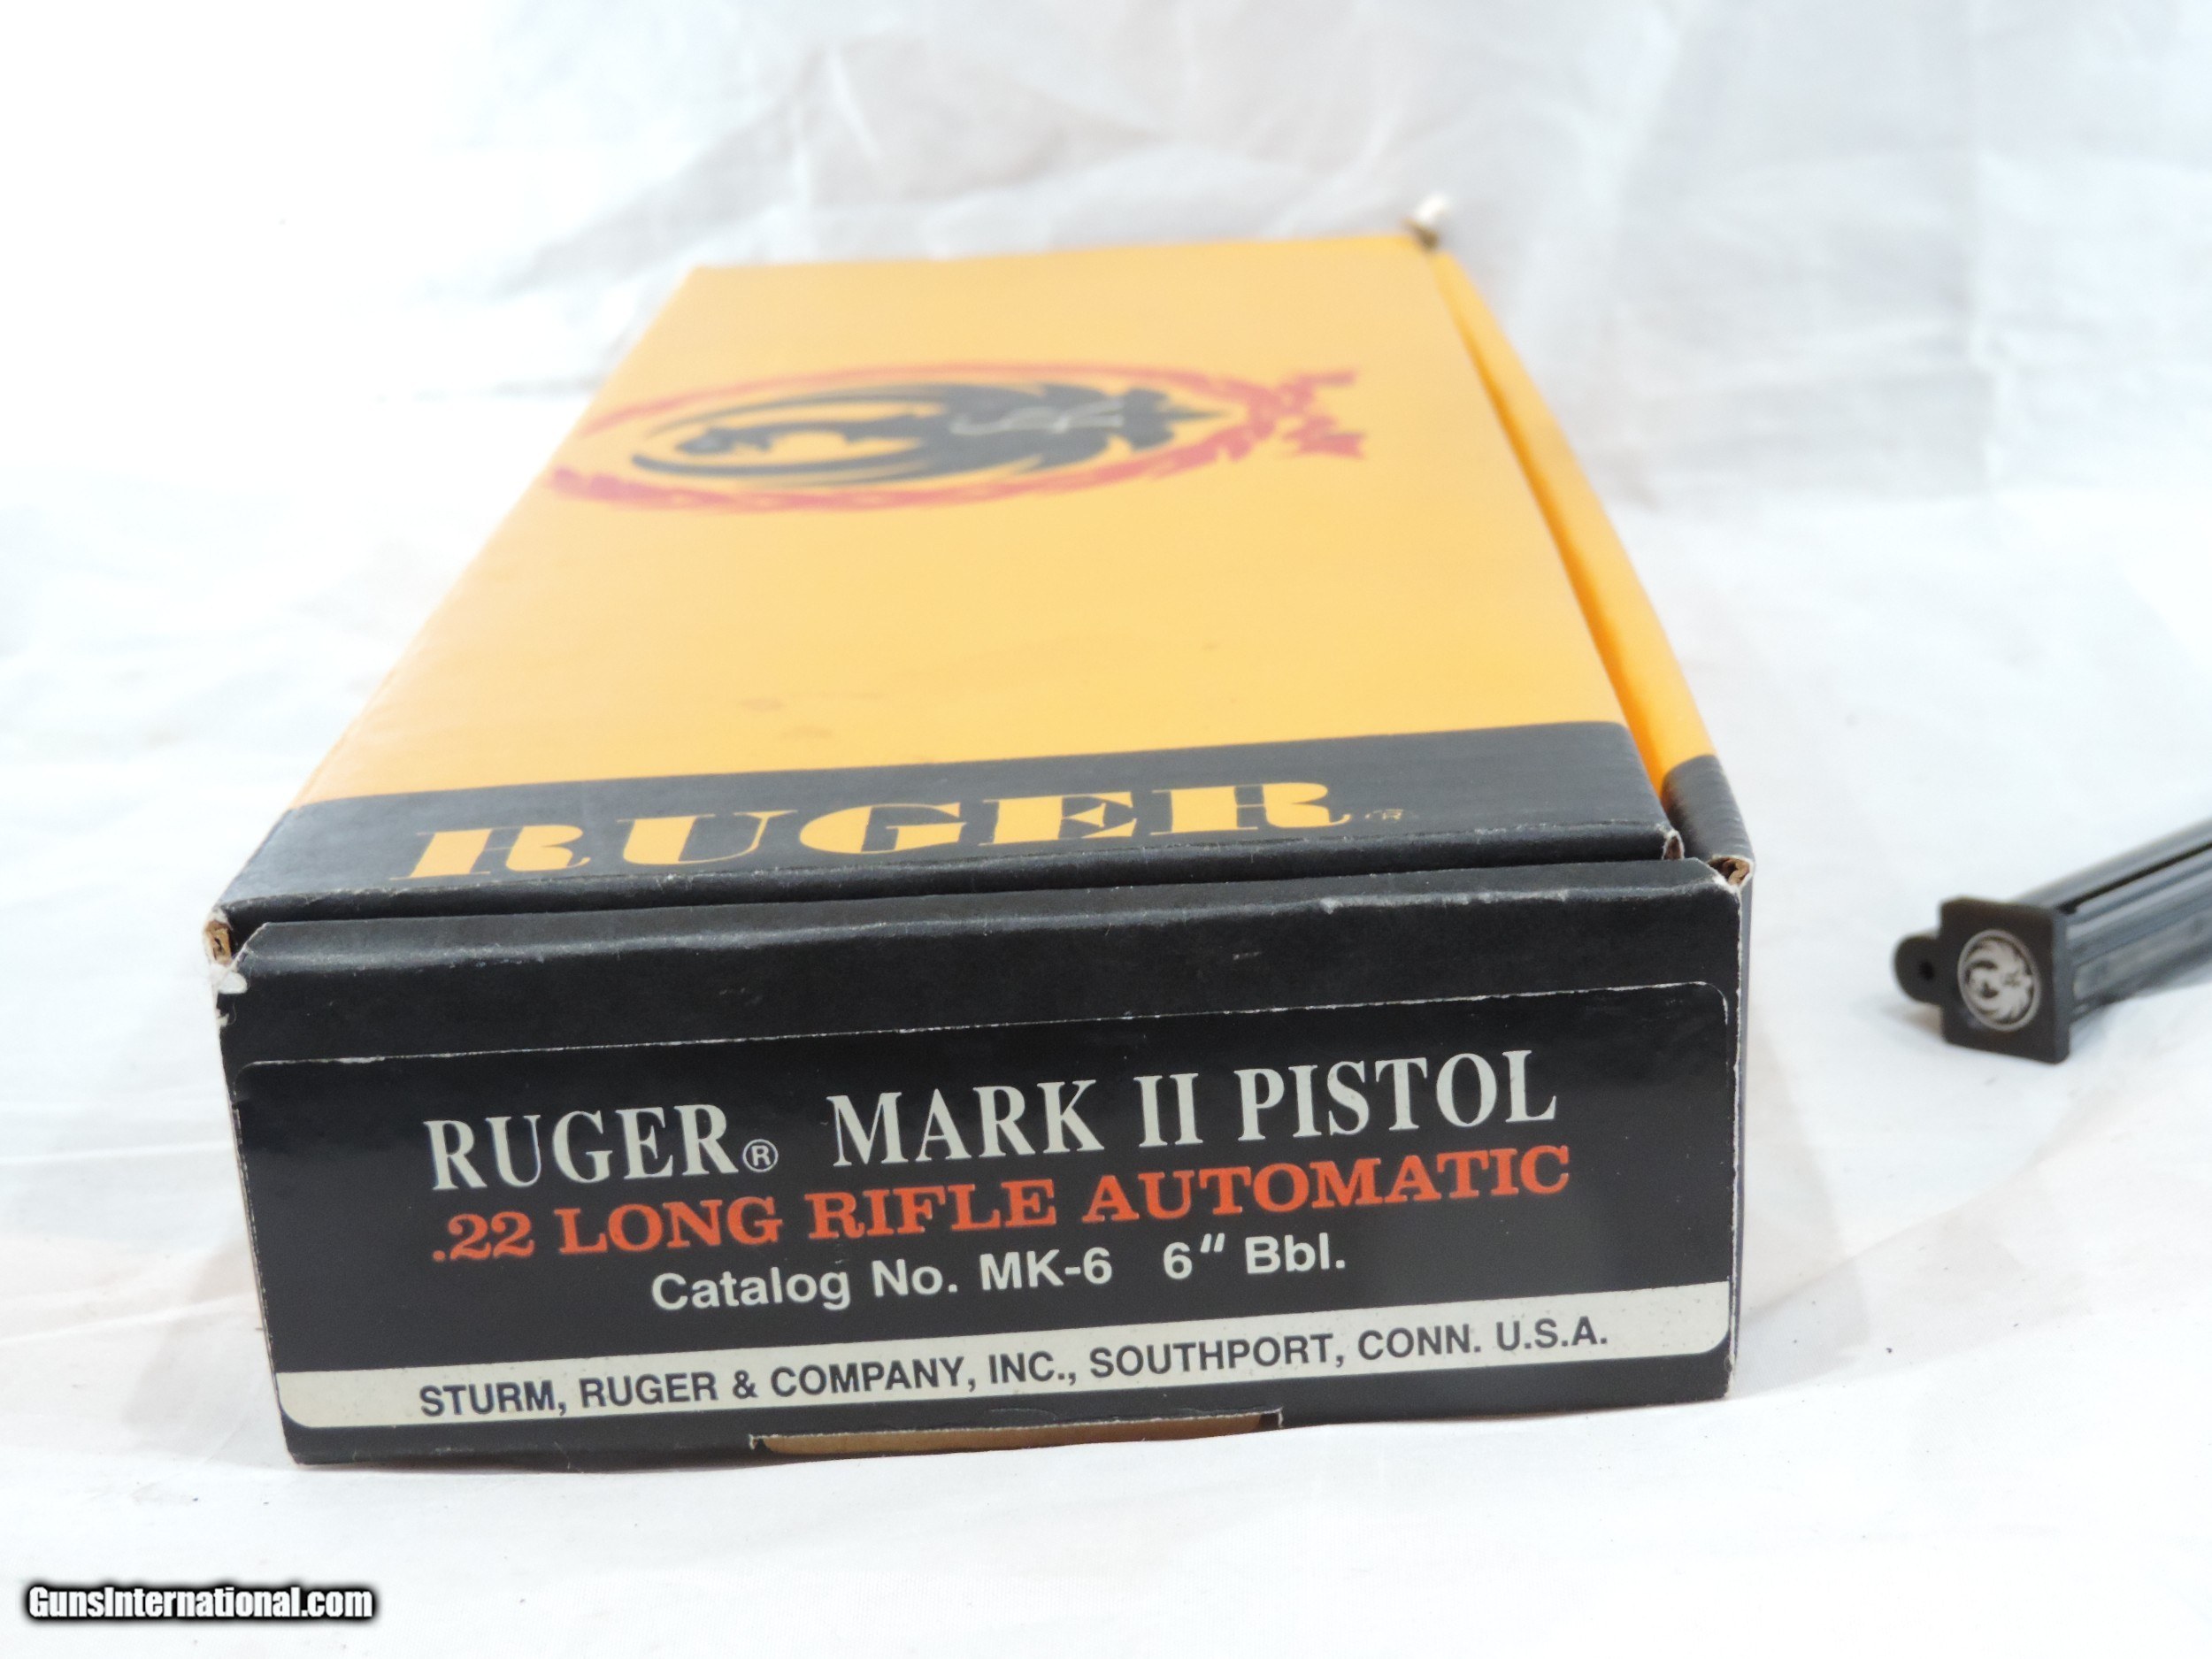 RUGER®
RUGER® MARK II PISTOL
.22 LONG RIFLE AUTOMATIC
Catalog No. MK-6 6" Bbl.
STURM, RUGER & COMPANY, INC., SOUTHPORT, CONN. U.S.A.
GunsInternational.com